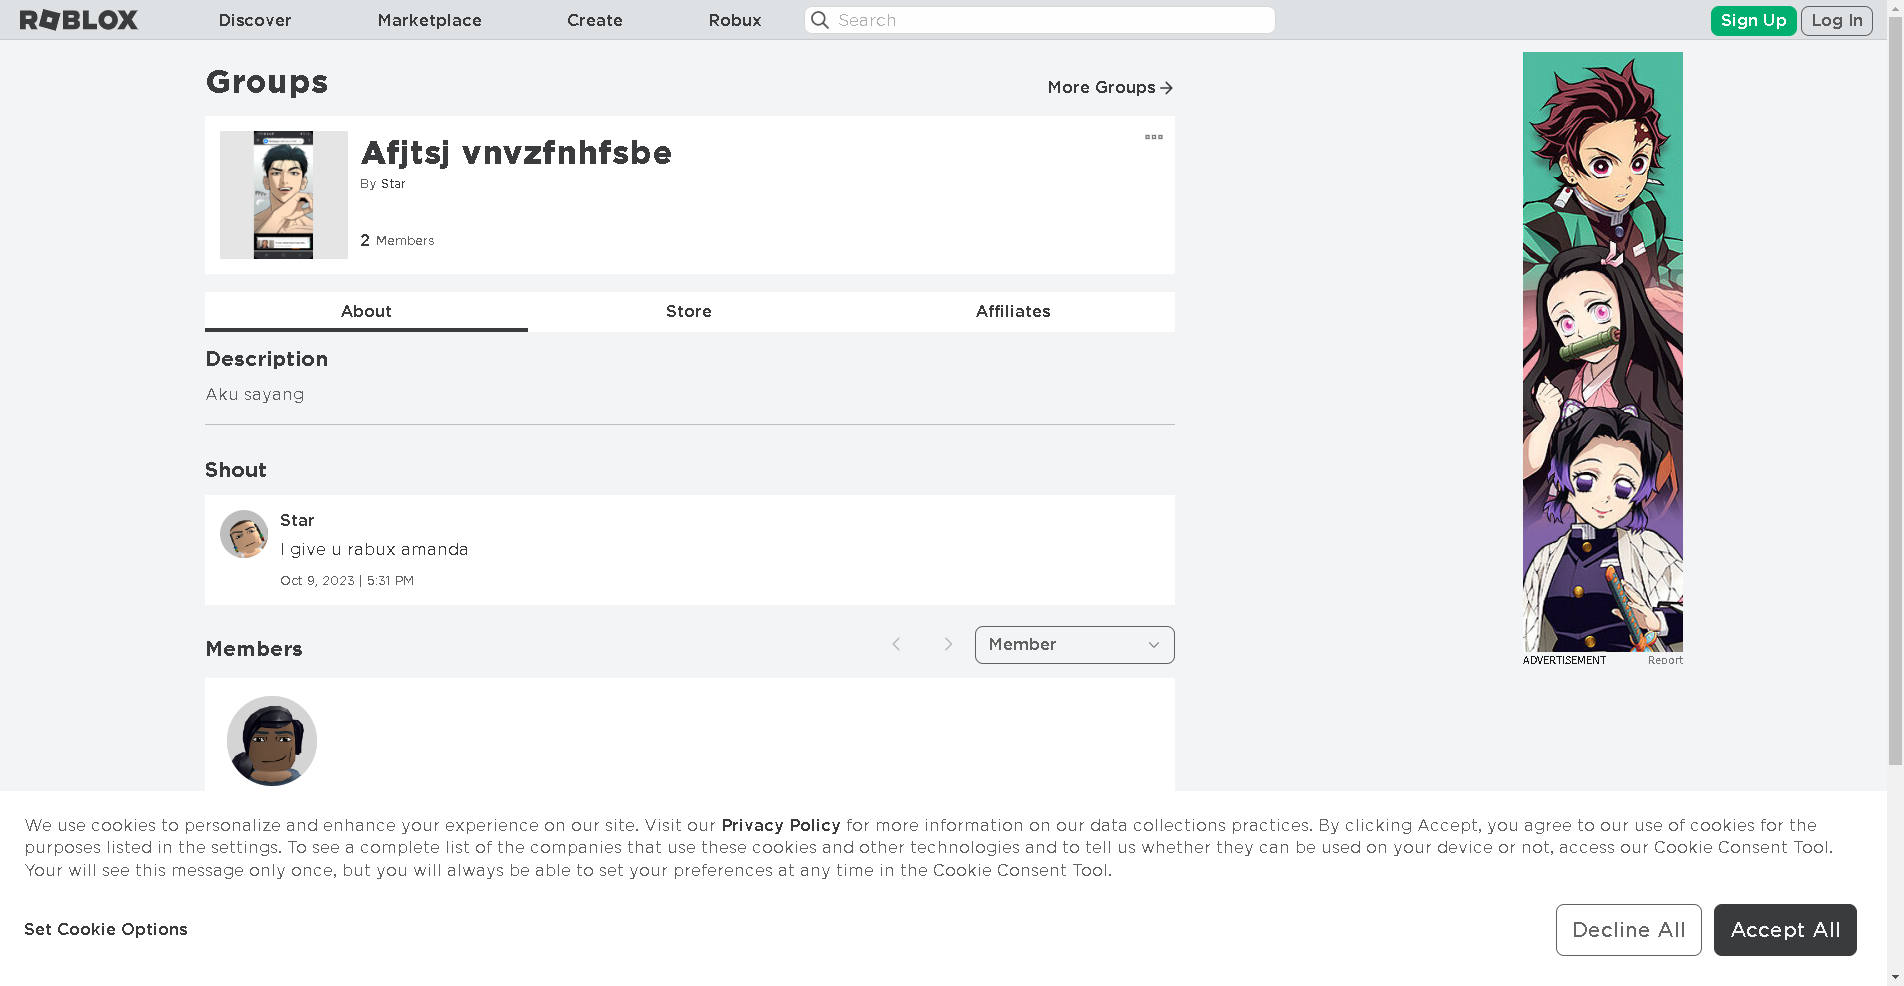 ROBLOX
Discover
Marketplace
Create
Robux
Search
Sign Up
Log In
Groups
More Groups
Afjtsj vnvzfnhfsbe
By Star
2 Members
About
Store
Affiliates
Description
Aku sayang
Shout
Star
I give u rabux amanda
Oct 9, 2023 | 5:31 PM
Members
Member
ADVERTISEMENT
Report
We use cookies to personalize and enhance your experience on our site. Visit our Privacy Policy for more information on our data collections practices. By clicking Accept, you agree to our use of cookies for the
purposes listed in the settings. To see a complete list of the companies that use these cookies and other technologies and to tell us whether they can be used on your device or not, access our Cookie Consent Tool.
Your will see this message only once, but you will always be able to set your preferences at any time in the Cookie Consent Tool.
Set Cookie Options
Decline All
Accept All